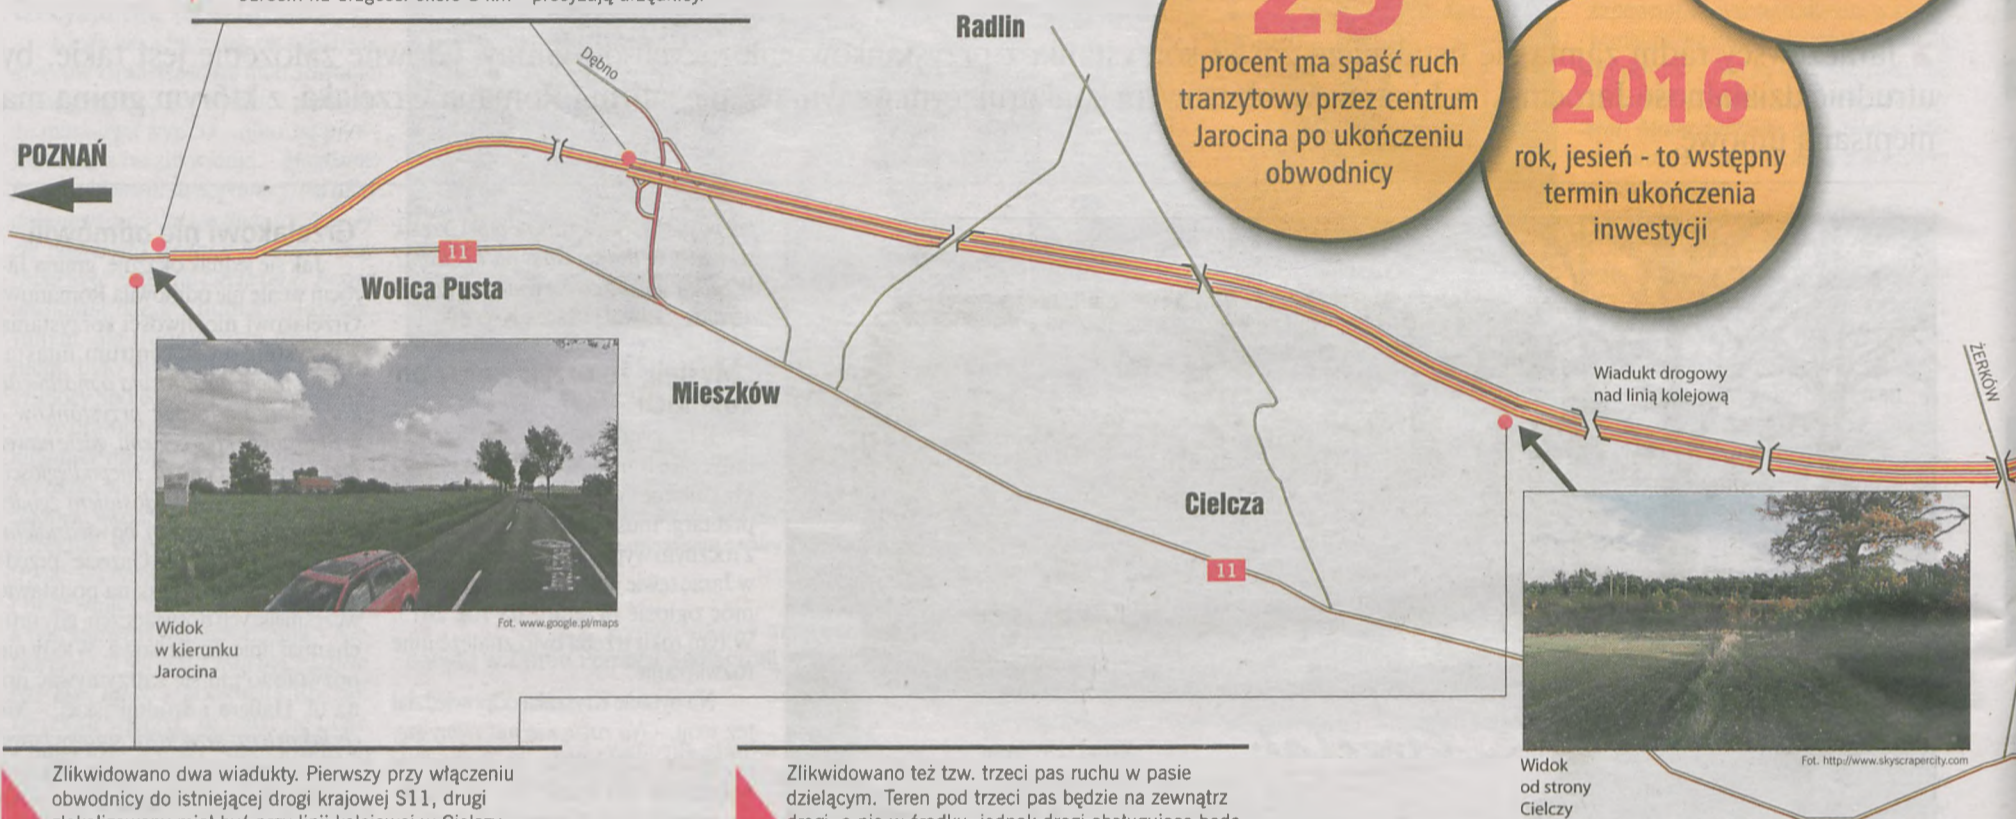 Radlin
Dębno
25
procent ma spaść ruch
tranzytowy przez centrum
Jarocina po ukończeniu
obwodnicy
2016
rok, jesień - to wstępny
termin ukończenia
inwestycji
POZNAŃ
11
Wolica Pusta
Mieszków
Wiadukt drogowy
nad linią kolejową
ŻERKÓW
Cielcza
11
Widok
w kierunku
Jarocina
Fot. www.google.pl/maps
Widok
od strony
Cielczy
Fot. http://www.skyscrapercity.com
Zlikwidowano dwa wiadukty. Pierwszy przy włączeniu
obwodnicy do istniejącej drogi krajowej S11, drugi
Zlikwidowano też tzw. trzeci pas ruchu w pasie
dzielącym. Teren pod trzeci pas będzie na zewnątrz